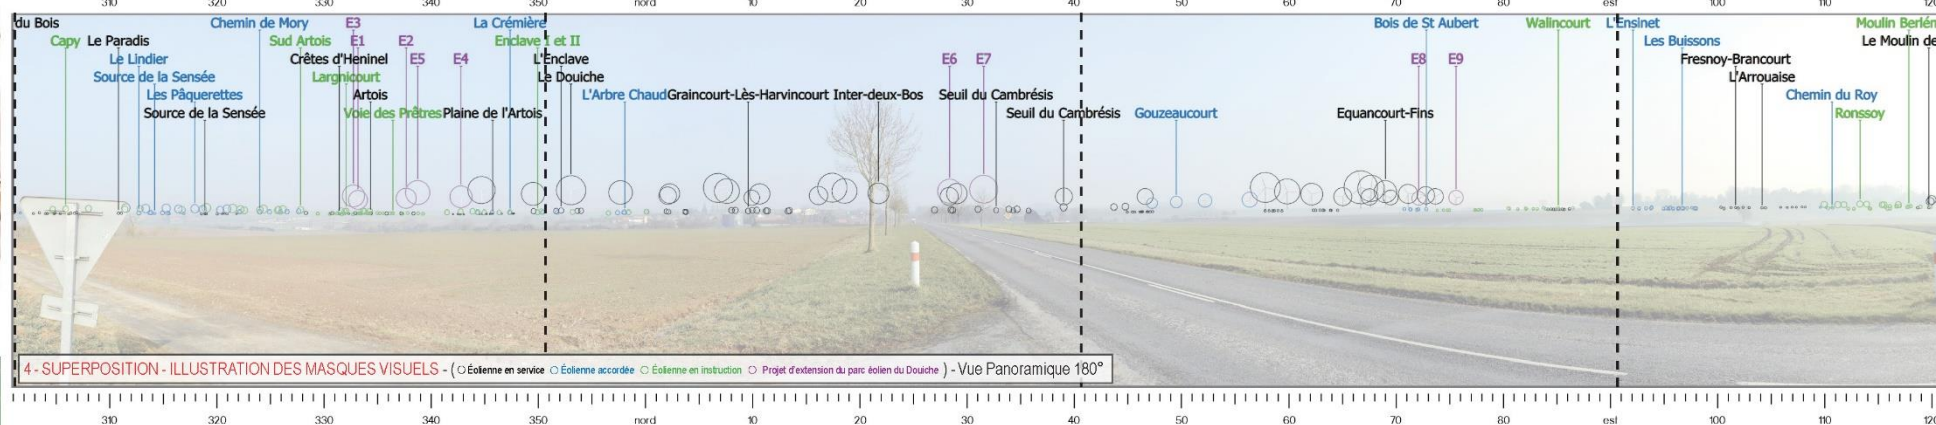 310 320 330 340 350 nord 10 20 30 40 50 60 70 80 est 100 110 120
du Bois Chemin de Mory E3 La Crémière Bois de St Aubert Walincourt L'Ensinet
Capy Le Paradis Sud Artois E1 E2 Enclave I et II Les Buissons Le Moulin de
Le Lindier Crêtes d'Heninel E5 E4 L'Enclave E6 E7 E8 E9 Fresnoy-Brancourt
Source de la Sensée Largnicourt Le Douiche L'Arrouaise
Les Pâquerettes Artois L'Arbre Chaud Graincourt-Lès-Harvincourt Inter-deux-Bos Seuil du Cambrésis Chemin du Roy
Source de la Sensée Voie des Prêtres Plaine de l'Artois Seuil du Cambrésis Gouzeaucourt Equancourt-Fins Ronssoy
4 - SUPERPOSITION - ILLUSTRATION DES MASQUES VISUELS - ( Éolienne en service Éolienne accordée Éolienne en instruction Projet d'extension du parc éolien du Douiche ) - Vue Panoramique 180°
310 320 330 340 350 nord 10 20 30 40 50 60 70 80 est 100 110 120